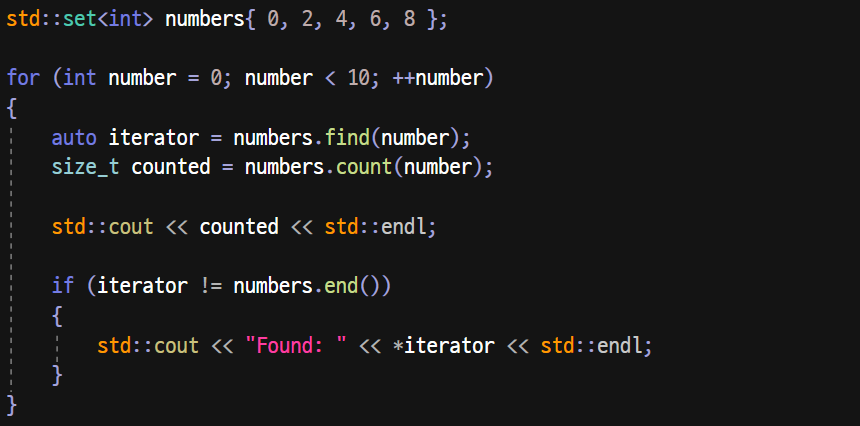 std::set<int> numbers{ 0, 2, 4, 6, 8 };
for (int number = 0; number < 10; ++number)
{
auto iterator = numbers.find(number);
size_t counted = numbers.count(number);
std::cout << counted << std::endl;
if (iterator != numbers.end())
{
std::cout << "Found: " << *iterator << std::endl;
}
}